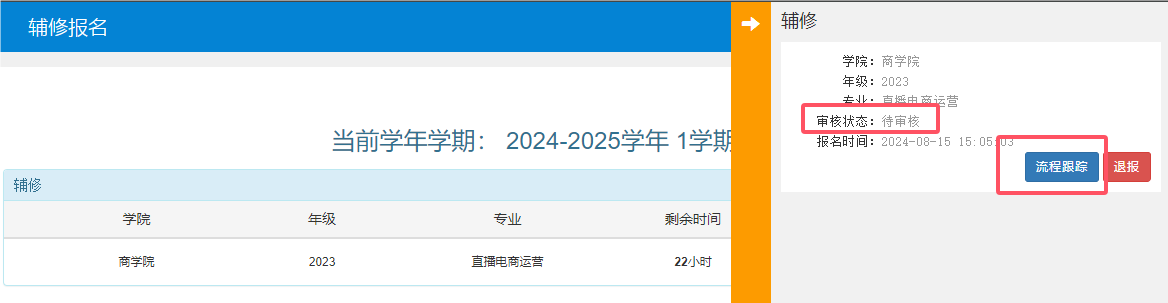 辅修报名
当前学年学期： 2024-2025学年 1学期
辅修
学院 年级 专业 剩余时间
商学院 2023 直播电商运营 22小时
辅修
学院：商学院
年级：2023
专业：直播电商运营
审核状态：待审核
报名时间：2024-08-15 15:05:03
流程跟踪 退报